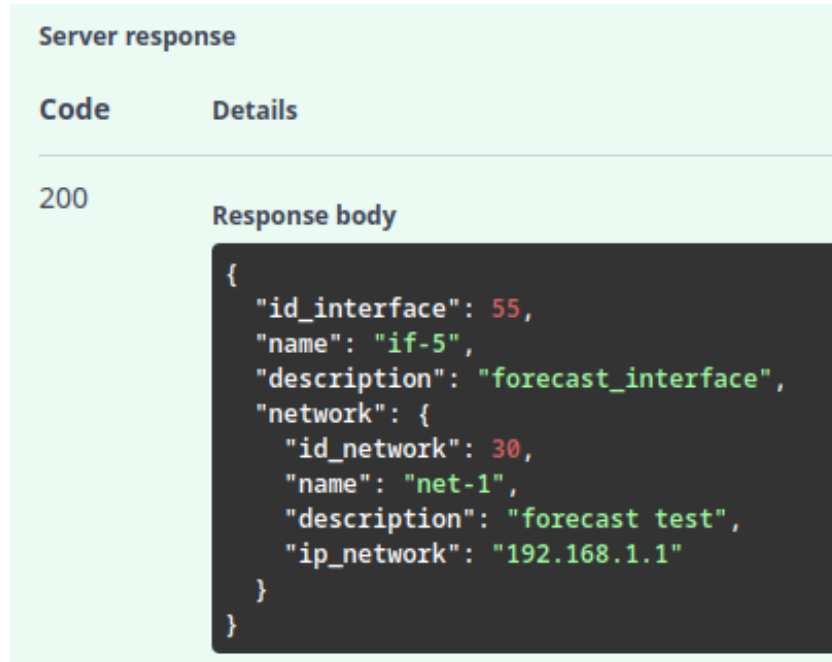 Server response
Code Details
200
Response body
{
  "id_interface": 55,
  "name": "if-5",
  "description": "forecast_interface",
  "network": {
    "id_network": 30,
    "name": "net-1",
    "description": "forecast test",
    "ip_network": "192.168.1.1"
  }
}